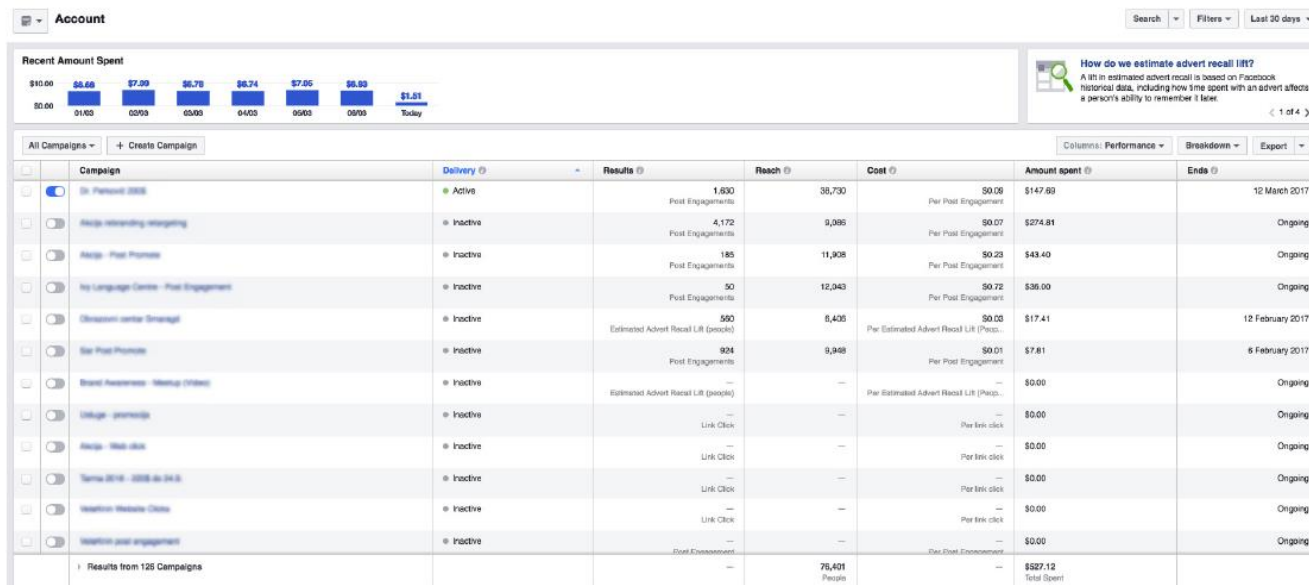 Account
Search Filters Last 30 days
Recent Amount Spent
$10.00
$0.00
$6.68 $7.09 $6.78 $6.74 $7.05 $6.93 $1.51
01/03 02/03 03/03 04/03 05/03 06/03 Today
How do we estimate advert recall lift?
A lift in estimated advert recall is based on Facebook
historical data, including how time spent with an advert affects
a person's ability to remember it later.
1 of 4
All Campaigns + Create Campaign Columns: Performance Breakdown Export
Campaign Delivery Results Reach Cost Amount spent Ends
Active 1,630 38,730 $0.09 $147.69 12 March 2017
Post Engagements Per Post Engagement
Inactive 4,172 9,086 $0.07 $274.81 Ongoing
Post Engagements Per Post Engagement
Inactive 185 11,908 $0.23 $43.40 Ongoing
Post Engagements Per Post Engagement
Inactive 50 12,043 $0.72 $36.00 Ongoing
Post Engagements Per Post Engagement
Inactive 560 6,406 $0.03 $17.41 12 February 2017
Estimated Advert Recall Lift (people) Per Estimated Advert Recall Lift (Peop...
Inactive 924 9,948 $0.01 $7.81 6 February 2017
Post Engagements Per Post Engagement
Inactive — — — $0.00 Ongoing
Estimated Advert Recall Lift (people) Per Estimated Advert Recall Lift (Peop...
Inactive — — — $0.00 Ongoing
Link Click Per link click
Inactive — — — $0.00 Ongoing
Link Click Per link click
Inactive — — — $0.00 Ongoing
Link Click Per link click
Inactive — — — $0.00 Ongoing
Link Click Per link click
Inactive — — — $0.00 Ongoing
Post Engagement Per Post Engagement
Results from 126 Campaigns — 76,401 — $527.12
People Total Spent